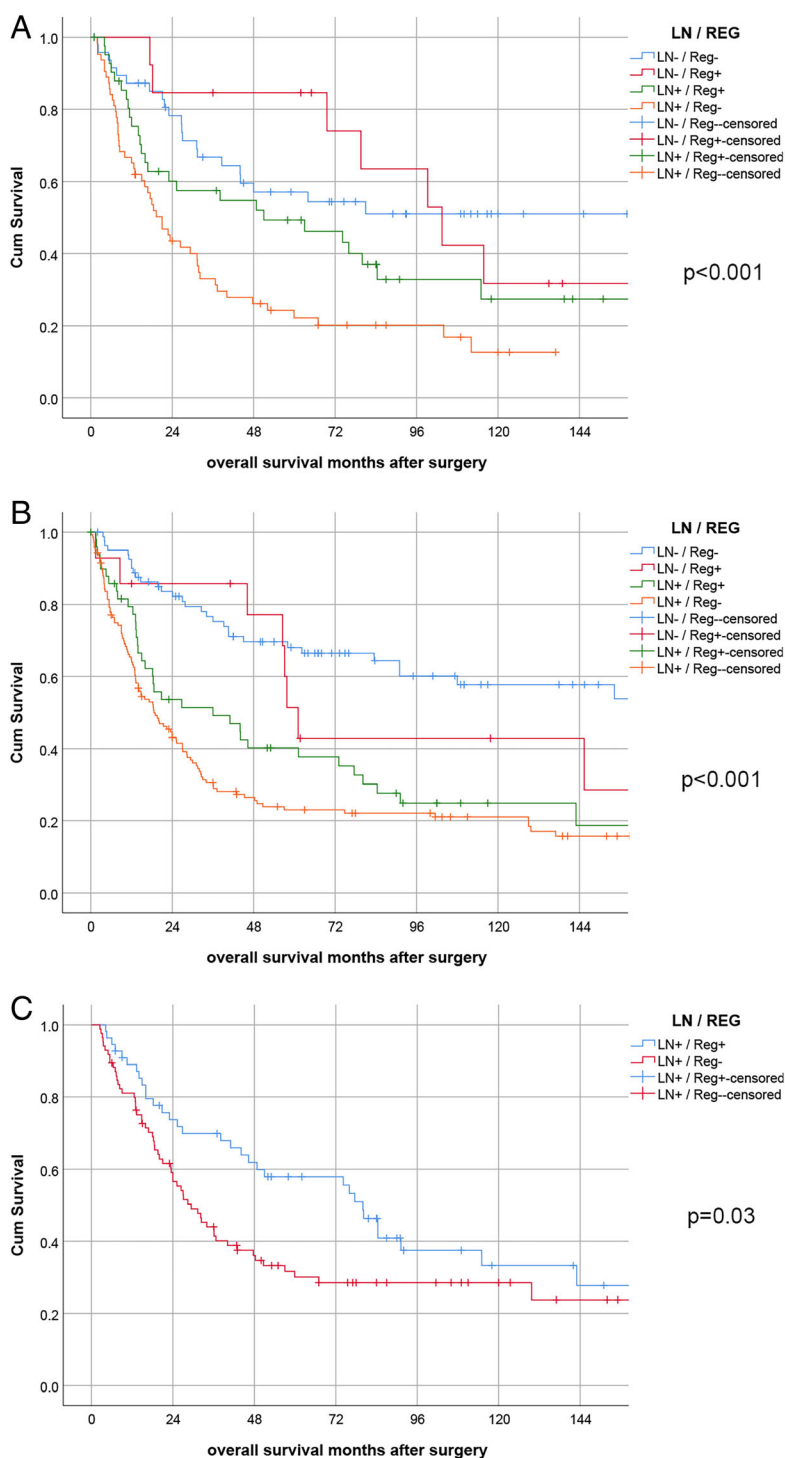 A
LN / REG
LN- / Reg-
LN- / Reg+
LN+ / Reg+
LN+ / Reg-
LN- / Reg--censored
LN- / Reg+-censored
LN+ / Reg+-censored
LN+ / Reg--censored
p<0.001
Cum Survival
1.0
0.8
0.6
0.4
0.2
0.0
0 24 48 72 96 120 144
overall survival months after surgery
B
LN / REG
LN- / Reg-
LN- / Reg+
LN+ / Reg+
LN+ / Reg-
LN- / Reg--censored
LN- / Reg+-censored
LN+ / Reg+-censored
LN+ / Reg--censored
p<0.001
Cum Survival
1.0
0.8
0.6
0.4
0.2
0.0
0 24 48 72 96 120 144
overall survival months after surgery
C
LN / REG
LN+ / Reg+
LN+ / Reg-
LN+ / Reg+-censored
LN+ / Reg--censored
p=0.03
Cum Survival
1.0
0.8
0.6
0.4
0.2
0.0
0 24 48 72 96 120 144
overall survival months after surgery